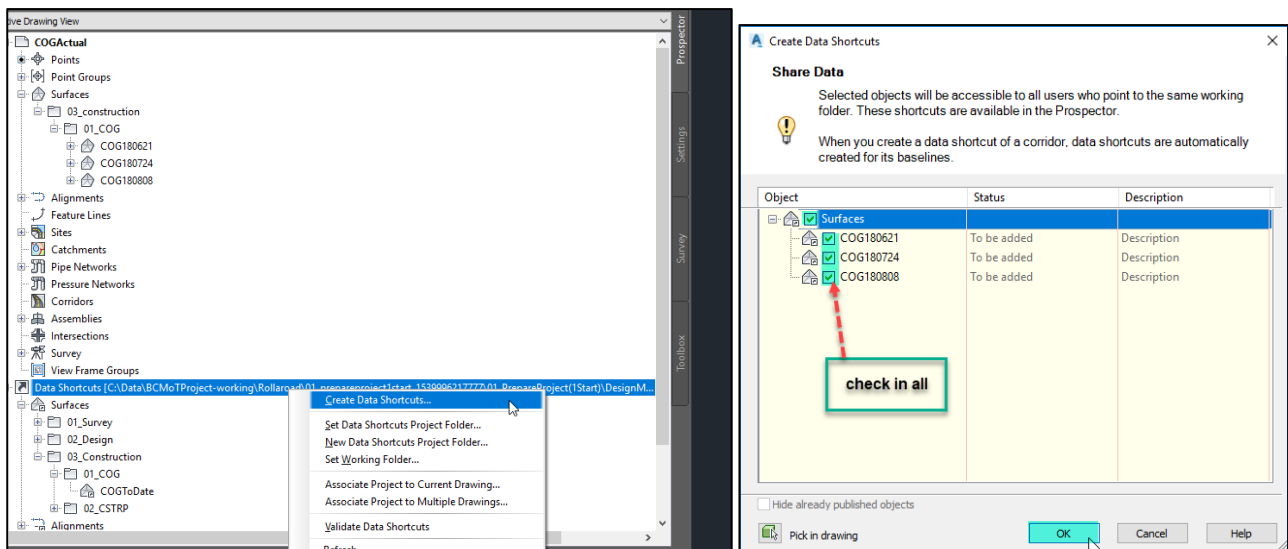 tive Drawing View
COGActual
Points
Point Groups
Surfaces
03_construction
01_COG
COG180621
COG180724
COG180808
Alignments
Feature Lines
Sites
Catchments
Pipe Networks
Pressure Networks
Corridors
Assemblies
Intersections
Survey
View Frame Groups
Data Shortcuts [C:\Data\BCMoTProject-working\Rollaroad\01_prepareproject1start_1539996217777\01_PrepareProject(1Start)\DesignM...
Surfaces
01_Survey
02_Design
03_Construction
01_COG
COGToDate
02_CSTRP
Alignments
Create Data Shortcuts...
Set Data Shortcuts Project Folder...
New Data Shortcuts Project Folder...
Set Working Folder...
Associate Project to Current Drawing...
Associate Project to Multiple Drawings...
Validate Data Shortcuts
Refresh
Prospector
Settings
Survey
Toolbox
Create Data Shortcuts
Share Data
Selected objects will be accessible to all users who point to the same working
folder. These shortcuts are available in the Prospector.
When you create a data shortcut of a corridor, data shortcuts are automatically
created for its baselines.
Object Status Description
Surfaces
COG180621 To be added Description
COG180724 To be added Description
COG180808 To be added Description
check in all
Hide already published objects
Pick in drawing OK Cancel Help